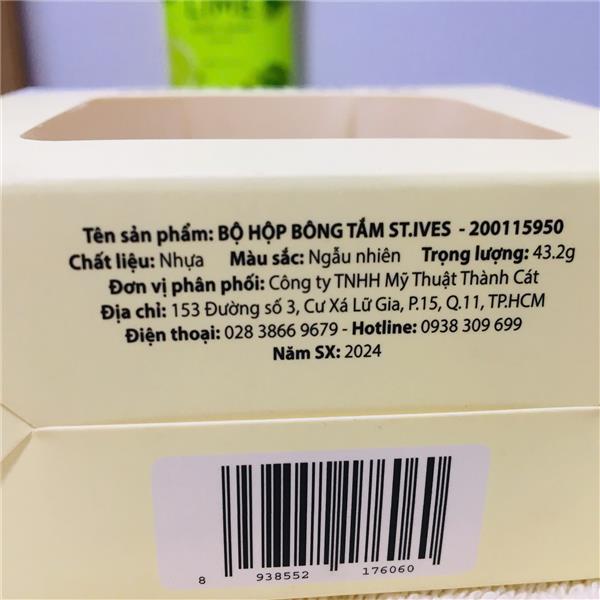 LIME
Tên sản phẩm: BỘ HỘP BÔNG TẮM ST.IVES - 200115950
Chất liệu: Nhựa Màu sắc: Ngẫu nhiên Trọng lượng: 43.2g
Đơn vị phân phối: Công ty TNHH Mỹ Thuật Thành Cát
Địa chỉ: 153 Đường số 3, Cư Xá Lữ Gia, P.15, Q.11, TP.HCM
Điện thoại: 028 3866 9679 - Hotline: 0938 309 699
Năm SX: 2024
8 938552 176060